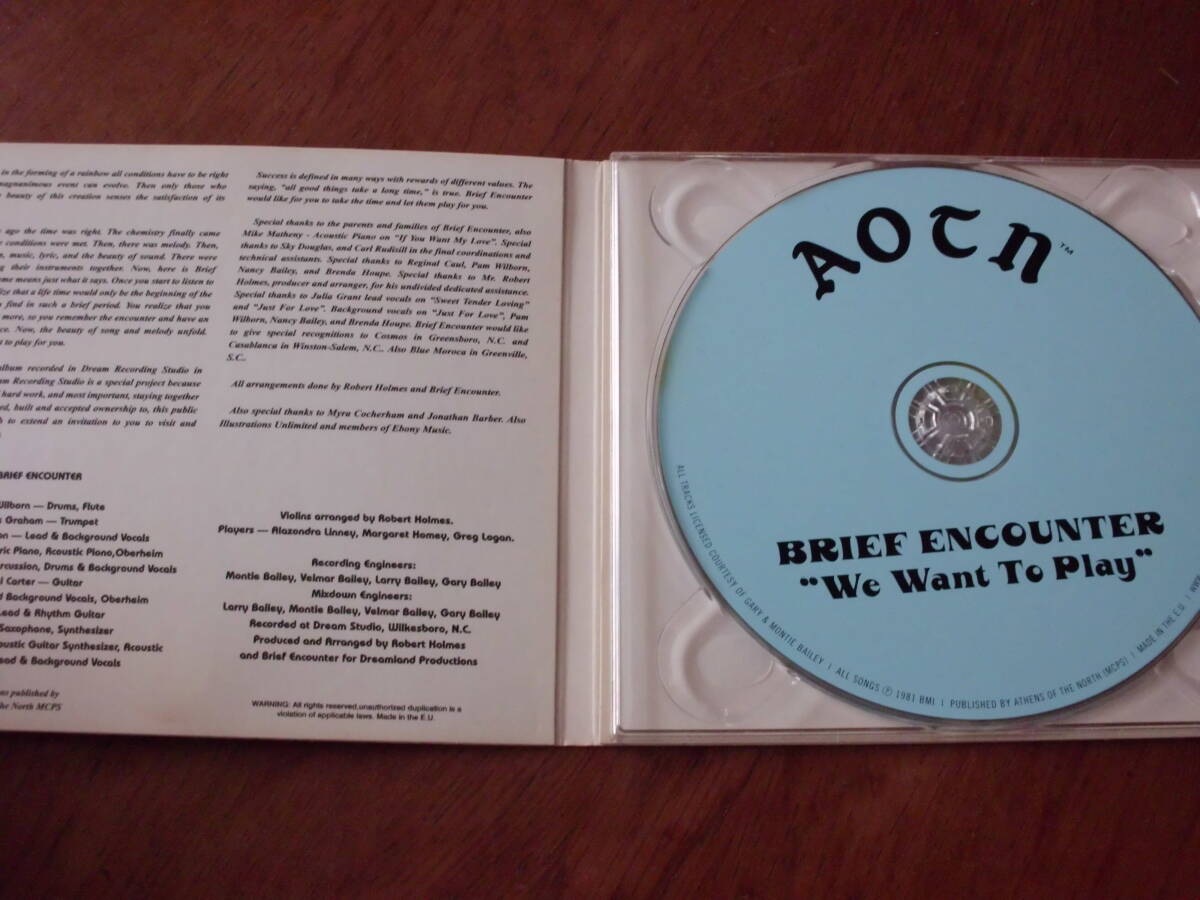 in the forming of a rainbow all conditions have to be right
magnanimous event can evolve. Then only those who
beauty of this creation senses the satisfaction of its
ago the time was right. The chemistry finally came
conditions were met. Then, there was melody. Then,
music, lyric, and the beauty of sound. There were
their instruments together. Now, here is Brief
means just what it says. Once you start to listen to
that a life time would only be the beginning of the
find in such a brief period. You realize that you
more, so you remember the encounter and have an
Now, the beauty of song and melody unfold.
to play for you.
album recorded in Dream Recording Studio in
Recording Studio is a special project because
hard work, and most important, staying together
built and accepted ownership to, this public
to extend an invitation to you to visit and
BRIEF ENCOUNTER
Wilborn — Drums, Flute
Graham — Trumpet
— Lead & Background Vocals
Piano, Acoustic Piano, Oberheim
Drums & Background Vocals
Carter — Guitar
Background Vocals, Oberheim
Lead & Rhythm Guitar
Saxophone, Synthesizer
Guitar Synthesizer, Acoustic
& Background Vocals
published by
North MCPS
Success is defined in many ways with rewards of different values. The
saying, "all good things take a long time," is true. Brief Encounter
would like for you to take the time and let them play for you.
Special thanks to the parents and families of Brief Encounter, also
Mike Matheny - Acoustic Piano on "If You Want My Love". Special
thanks to Sky Douglas, and Carl Rudisill in the final coordinations and
technical assistants. Special thanks to Reginal Caul, Pam Wilborn,
Nancy Bailey, and Brenda Houpe. Special thanks to Mr. Robert
Holmes, producer and arranger, for his undivided dedicated assistance.
Special thanks to Julia Grant lead vocals on "Sweet Tender Loving"
and "Just For Love". Background vocals on "Just For Love", Pam
Wilborn, Nancy Bailey, and Brenda Houpe. Brief Encounter would like
to give special recognitions to Cosmos in Greensboro, N.C. and
Casablanca in Winston-Salem, N.C.. Also Blue Moroca in Greenville,
S.C..
All arrangements done by Robert Holmes and Brief Encounter.
Also special thanks to Myra Cocherham and Jonathan Barber. Also
Illustrations Unlimited and members of Ebony Music.
Violins arranged by Robert Holmes.
Players — Alazondra Linney, Margaret Homey, Greg Logan.
Recording Engineers:
Montie Bailey, Velmar Bailey, Larry Bailey, Gary Bailey
Mixdown Engineers:
Larry Bailey, Montie Bailey, Velmar Bailey, Gary Bailey
Recorded at Dream Studio, Wilkesboro, N.C.
Produced and Arranged by Robert Holmes
and Brief Encounter for Dreamland Productions
WARNING: All rights reserved,unauthorized duplication is a
violation of applicable laws. Made in the E.U.
AOTN™
BRIEF ENCOUNTER
"We Want To Play"
ALL TRACKS LICENSED COURTESY OF GARY & MONTIE BAILEY | ALL SONGS ℗ 1981 BMI | PUBLISHED BY ATHENS OF THE NORTH (MCPS) | MADE IN THE E.U. |